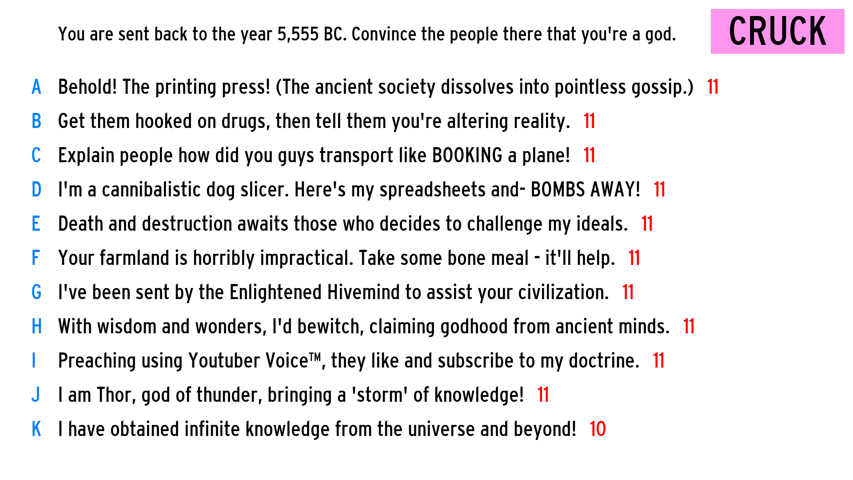 You are sent back to the year 5,555 BC. Convince the people there that you're a god.
CRUCK
A Behold! The printing press! (The ancient society dissolves into pointless gossip.) 11
B Get them hooked on drugs, then tell them you're altering reality. 11
C Explain people how did you guys transport like BOOKING a plane! 11
D I'm a cannibalistic dog slicer. Here's my spreadsheets and- BOMBS AWAY! 11
E Death and destruction awaits those who decides to challenge my ideals. 11
F Your farmland is horribly impractical. Take some bone meal - it'll help. 11
G I've been sent by the Enlightened Hivemind to assist your civilization. 11
H With wisdom and wonders, I'd bewitch, claiming godhood from ancient minds. 11
I Preaching using Youtuber Voice™, they like and subscribe to my doctrine. 11
J I am Thor, god of thunder, bringing a 'storm' of knowledge! 11
K I have obtained infinite knowledge from the universe and beyond! 10